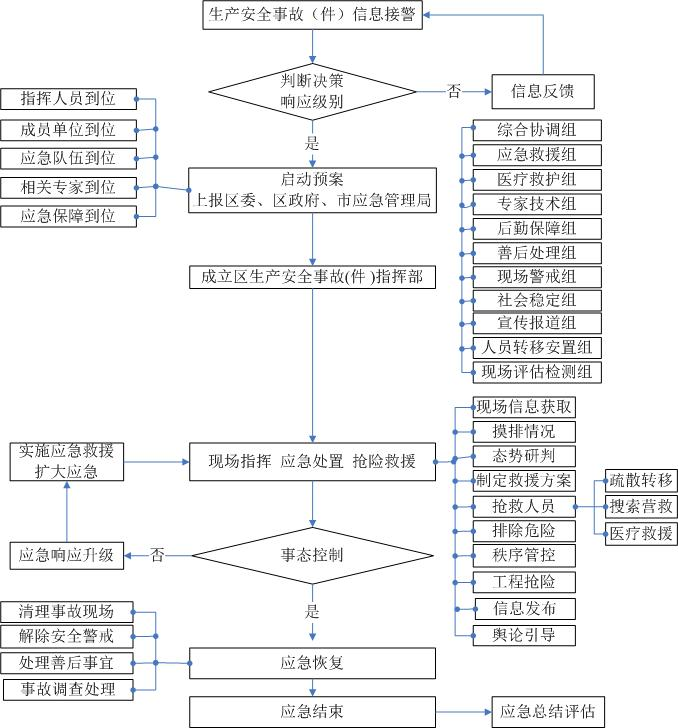 生产安全事故（件）信息接警
判断决策
响应级别
否
信息反馈
是
指挥人员到位
成员单位到位
应急队伍到位
相关专家到位
应急保障到位
启动预案
上报区委、区政府、市应急管理局
综合协调组
应急救援组
医疗救护组
专家技术组
后勤保障组
善后处理组
现场警戒组
社会稳定组
宣传报道组
人员转移安置组
现场评估检测组
成立区生产安全事故(件)指挥部
实施应急救援
扩大应急
现场指挥 应急处置 抢险救援
现场信息获取
摸排情况
态势研判
制定救援方案
抢救人员
排除危险
秩序管控
工程抢险
信息发布
舆论引导
疏散转移
搜索营救
医疗救援
应急响应升级
否
事态控制
是
清理事故现场
解除安全警戒
处理善后事宜
事故调查处理
应急恢复
应急结束
应急总结评估